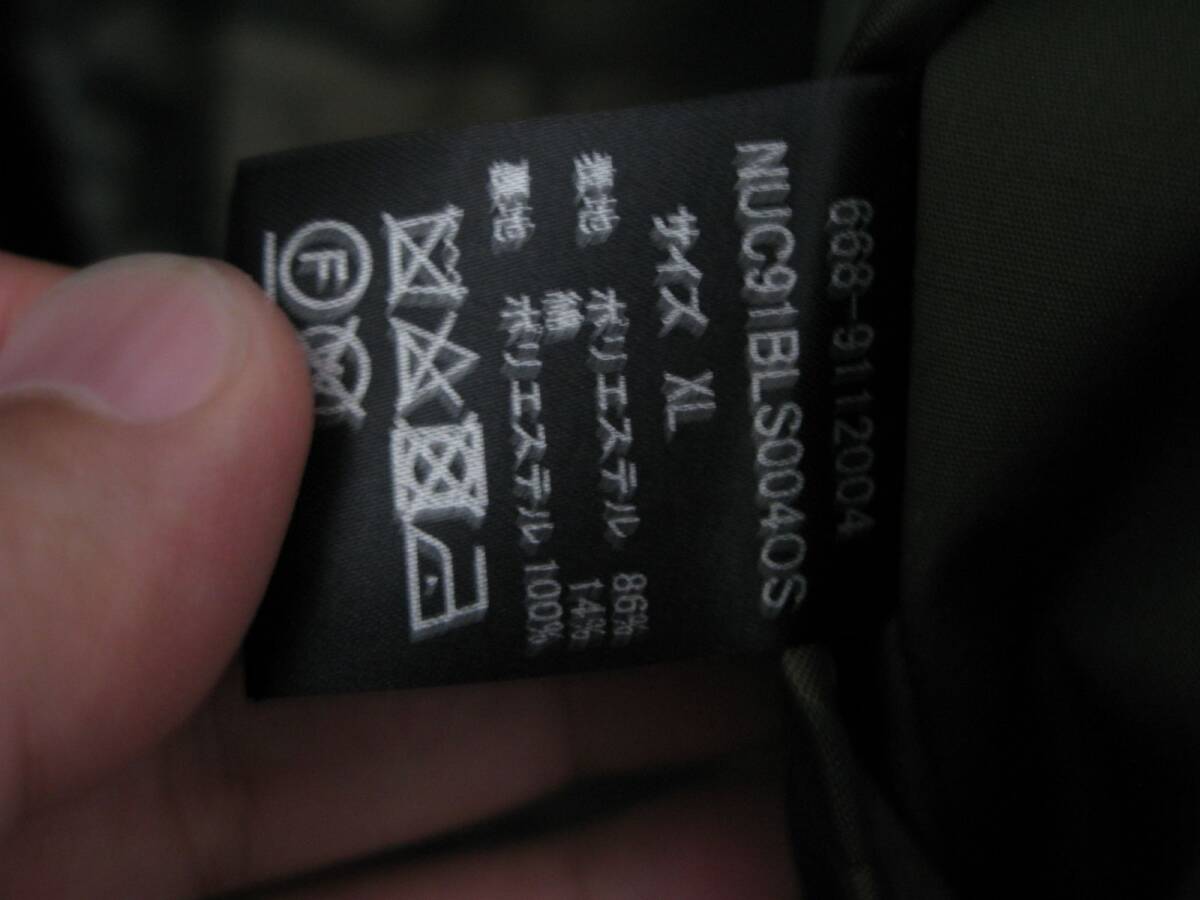 668-9112004
NUC91BLS0040S
サイズ XL
表地 ポリエステル 86%
綿 14%
裏地 ポリエステル 100%
F
W